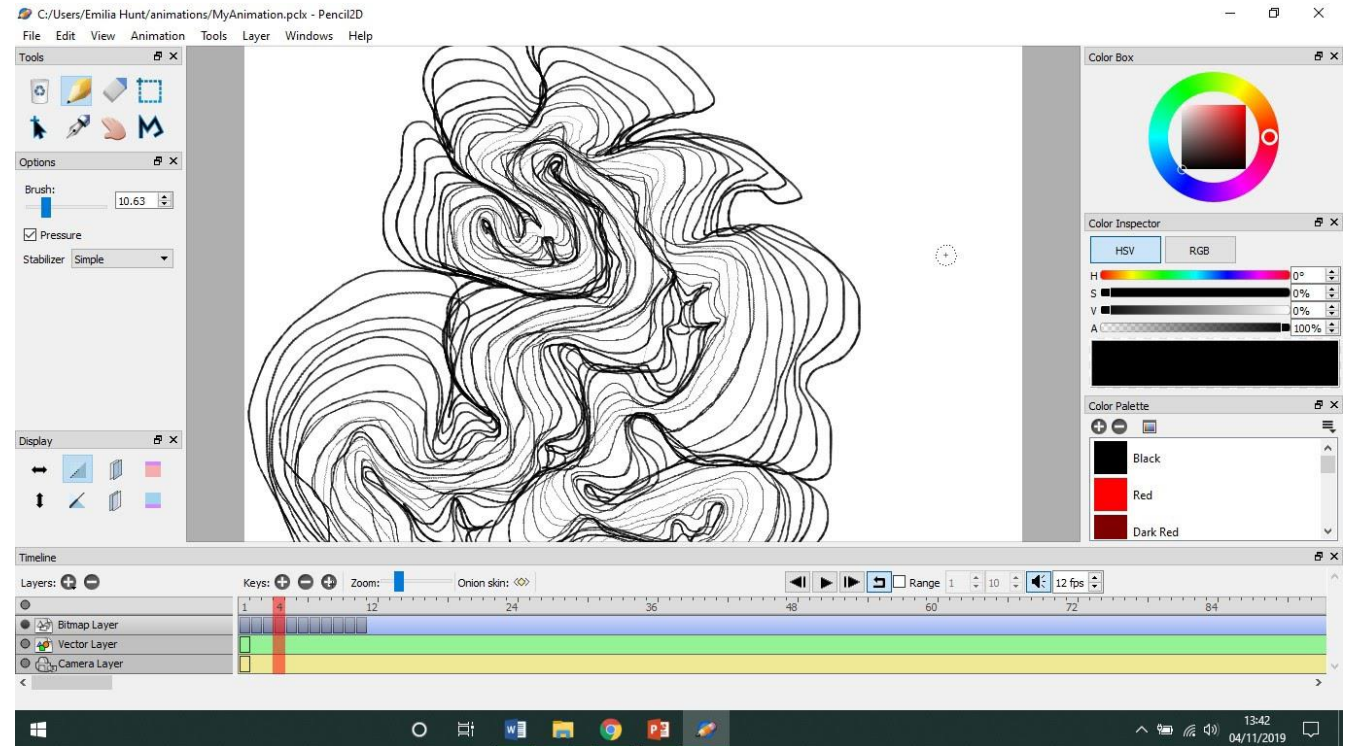 C:/Users/Emilia Hunt/animations/MyAnimation.pclx - Pencil2D
File Edit View Animation Tools Layer Windows Help
Tools
Options
Brush:
10.63
Pressure
Stabilizer Simple
Display
Color Box
Color Inspector
HSV RGB
H 0°
S 0%
V 0%
A 100%
Color Palette
Black
Red
Dark Red
Timeline
Layers: Keys: Zoom: Onion skin: Range 1 10 12 fps
1 4 12 24 36 48 60 72 84
Bitmap Layer
Vector Layer
Camera Layer
13:42
04/11/2019